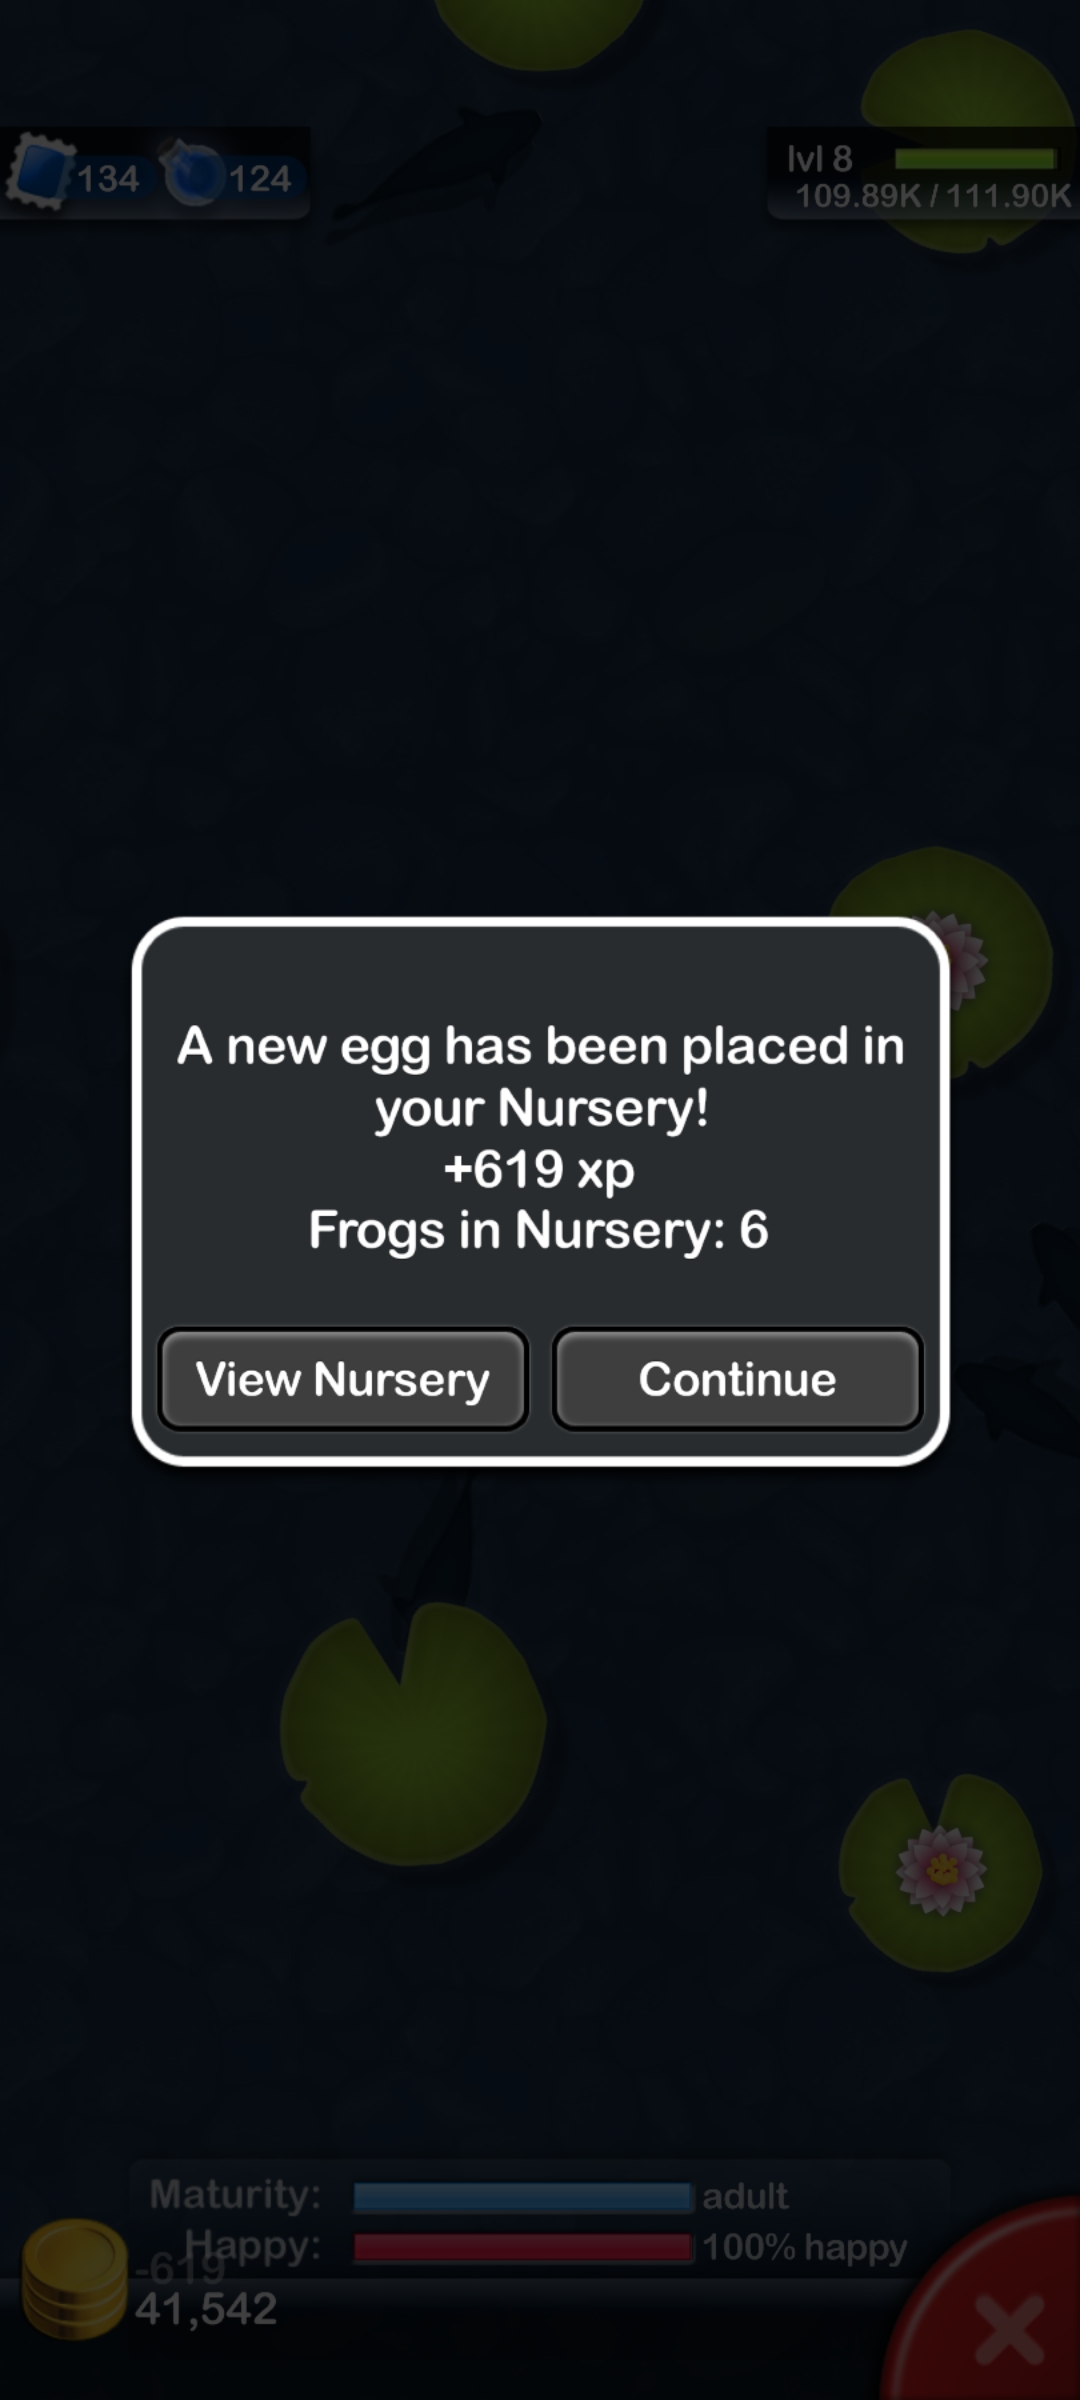 134 124
lvl 8
109.89K / 111.90K
A new egg has been placed in
your Nursery!
+619 xp
Frogs in Nursery: 6
View Nursery Continue
Maturity: adult
Happy: 100% happy
-619
41,542